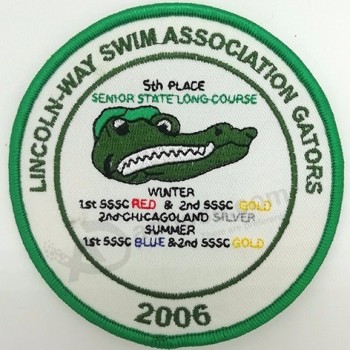 LINCOLN-WAY SWIM ASSOCIATION GATORS
5th PLACE
SENIOR STATE LONG COURSE
WINTER
1st SSSC RED & 2nd SSSC GOLD
2nd CHICAGOLAND SILVER
SUMMER
1st SSSC BLUE & 2nd SSSC GOLD
2006